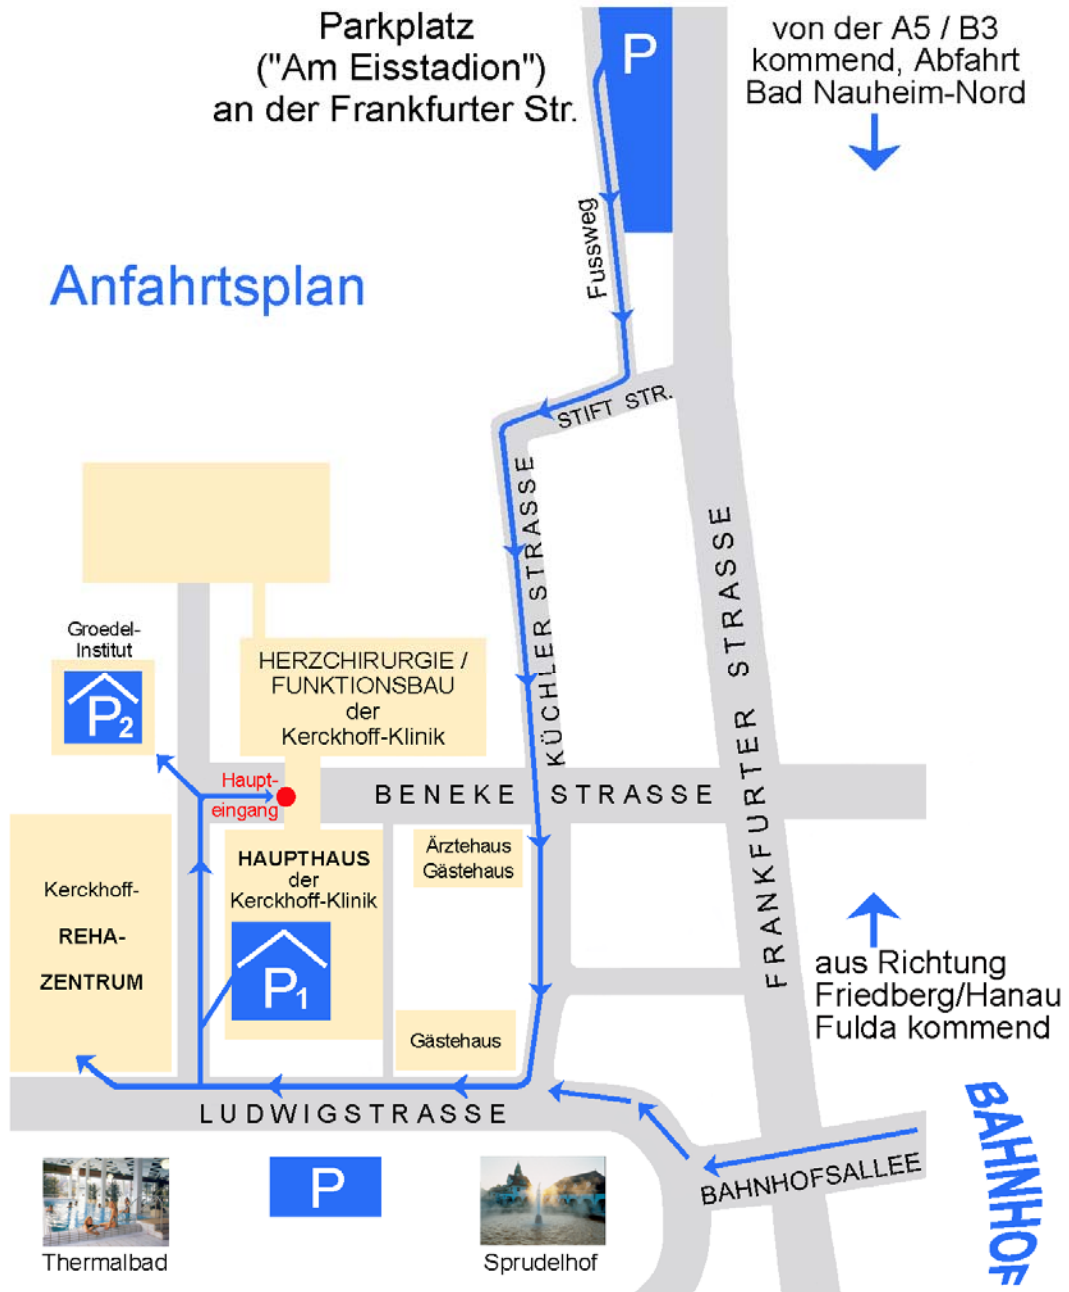 Parkplatz
("Am Eisstadion")
an der Frankfurter Str.
P
von der A5 / B3
kommend, Abfahrt
Bad Nauheim-Nord
Fussweg
Anfahrtsplan
STIFT STR.
KÜCHLER STRASSE
FRANKFURTER STRASSE
Groedel-
Institut
P2
HERZCHIRURGIE /
FUNKTIONSBAU
der
Kerckhoff-Klinik
Haupt-
eingang
BENEKE STRASSE
Kerckhoff-
REHA-
ZENTRUM
HAUPTHAUS
der
Kerckhoff-Klinik
P1
Ärztehaus
Gästehaus
Gästehaus
aus Richtung
Friedberg/Hanau
Fulda kommend
LUDWIGSTRASSE
BAHNHOFSALLEE
BAHNHOF
Thermalbad
P
Sprudelhof